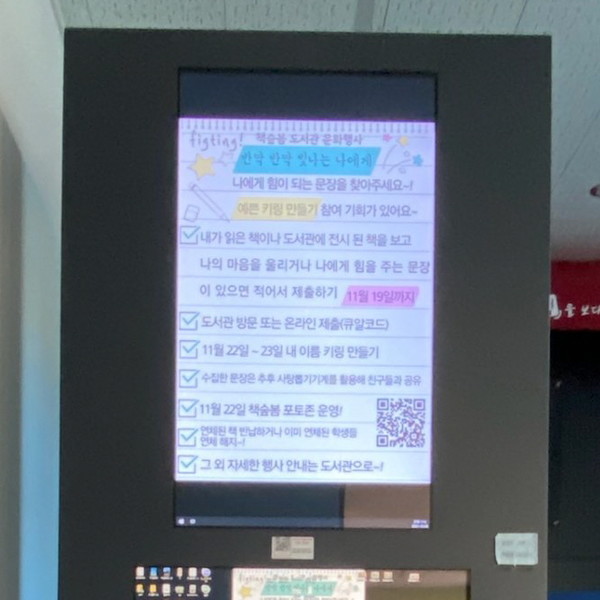 figting!
책숨봄 도서관 문화행사
반딱 반딱 빛나는 나에게
나에게 힘이 되는 문장을 찾아주세요~!
예쁜 키링 만들기 참여 기회가 있어요~
내가 읽은 책이나 도서관에 전시 된 책을 보고
나의 마음을 울리거나 나에게 힘을 주는 문장
이 있으면 적어서 제출하기 11월 19일까지
도서관 방문 또는 온라인 제출(큐알코드)
11월 22일 ~ 23일 내 이름 키링 만들기
수집한 문장은 추후 사탕뽑기기계를 활용해 친구들과 공유
11월 22일 책숨봄 포토존 운영!
연체된 책 반납하거나 이미 연체된 학생들
연체 해지~!
그 외 자세한 행사 안내는 도서관으로~!
을 보다